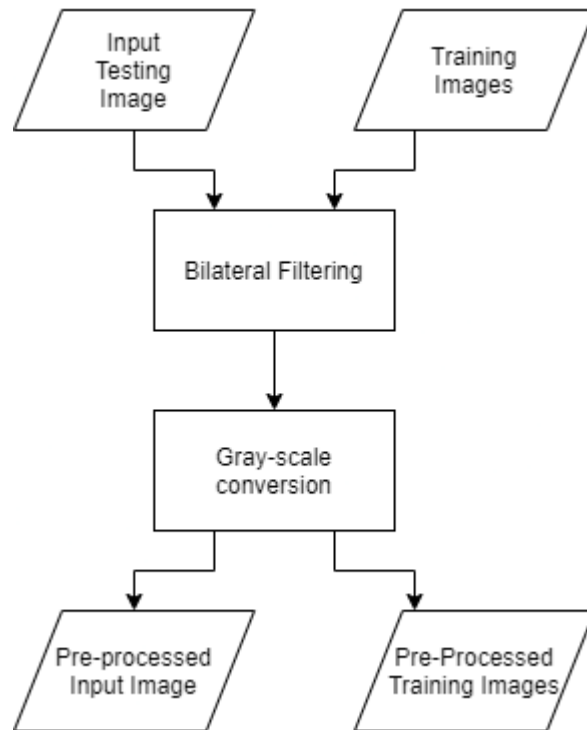 Input
Testing
Image
Training
Images
Bilateral Filtering
Gray-scale
conversion
Pre-processed
Input Image
Pre-Processed
Training Images